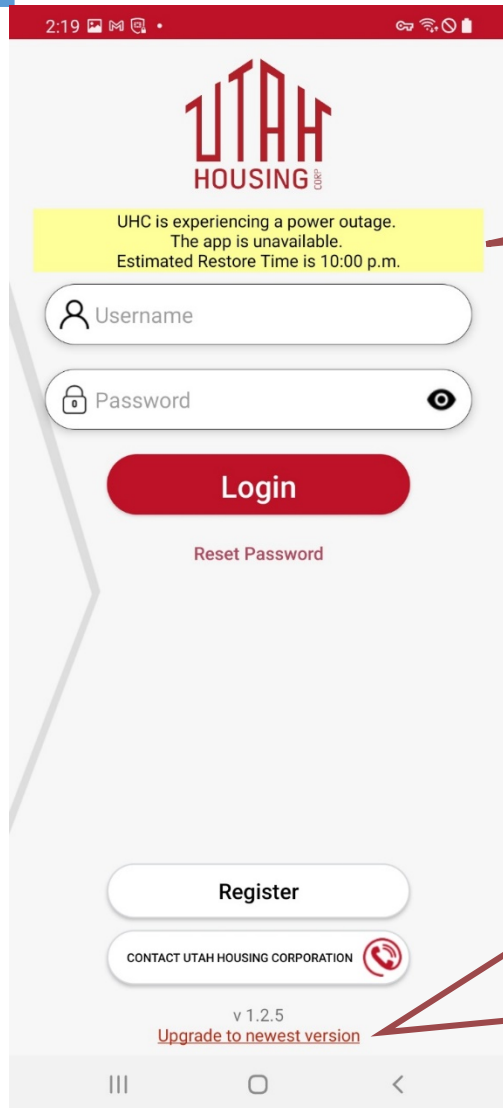 2:19
UTAH
HOUSING CORP
UHC is experiencing a power outage.
The app is unavailable.
Estimated Restore Time is 10:00 p.m.
Username
Password
Login
Reset Password
Register
CONTACT UTAH HOUSING CORPORATION
v 1.2.5
Upgrade to newest version